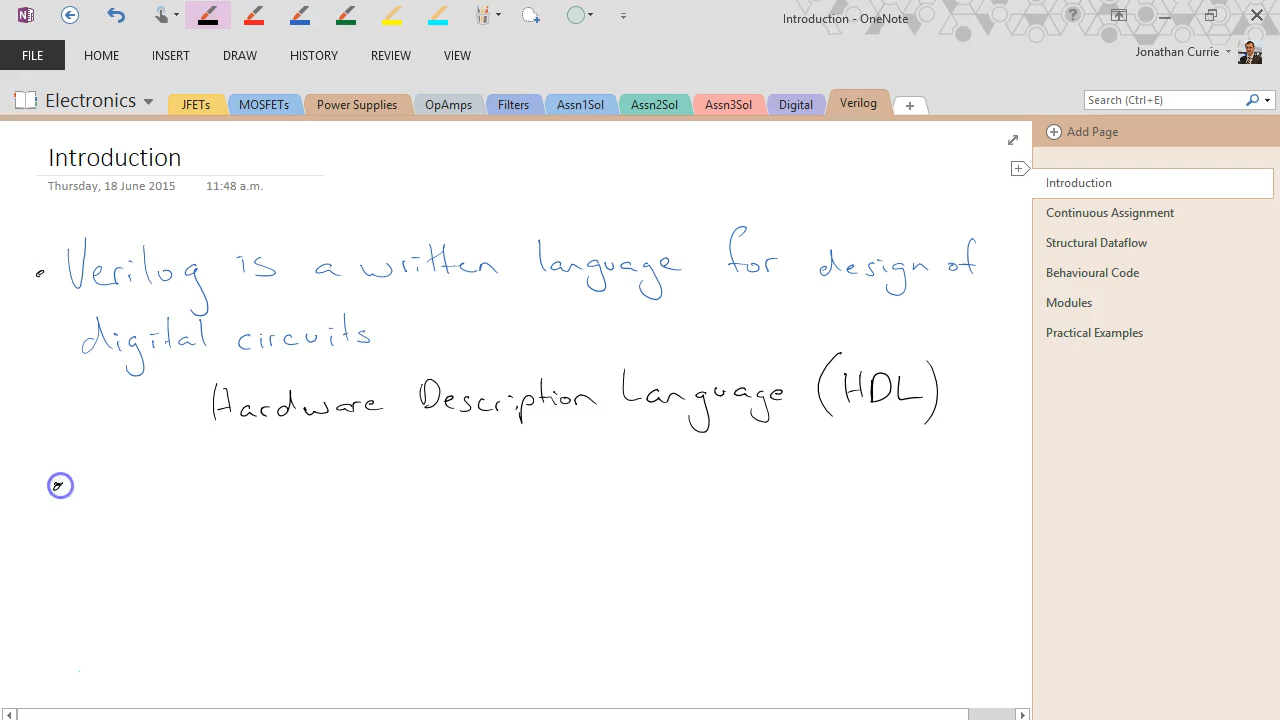 Introduction - OneNote
FILE HOME INSERT DRAW HISTORY REVIEW VIEW
Jonathan Currie
Electronics
JFETs MOSFETs Power Supplies OpAmps Filters Assn1Sol Assn2Sol Assn3Sol Digital Verilog
Search (Ctrl+E)
Add Page
Introduction
Continuous Assignment
Structural Dataflow
Behavioural Code
Modules
Practical Examples
Introduction
Thursday, 18 June 2015 11:48 a.m.
• Verilog is a written language for design of
digital circuits
Hardware Description Language (HDL)